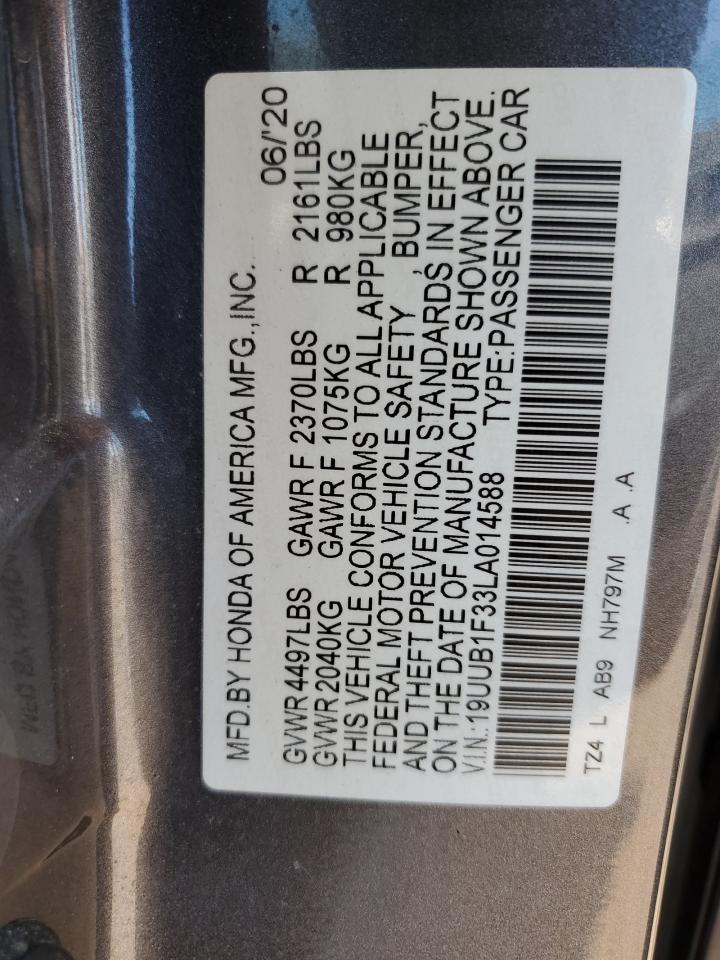 MFD.BY HONDA OF AMERICA MFG.,INC. 06/'20
GVWR 4497LBS GAWR F 2370LBS R 2161LBS
GVWR 2040KG GAWR F 1075KG R 980KG
THIS VEHICLE CONFORMS TO ALL APPLICABLE
FEDERAL MOTOR VEHICLE SAFETY, BUMPER,
AND THEFT PREVENTION STANDARDS IN EFFECT
ON THE DATE OF MANUFACTURE SHOWN ABOVE.
V.I.N.:19UUB1F33LA014588 TYPE:PASSENGER CAR
TZ4 L AB9 NH797M .A .A